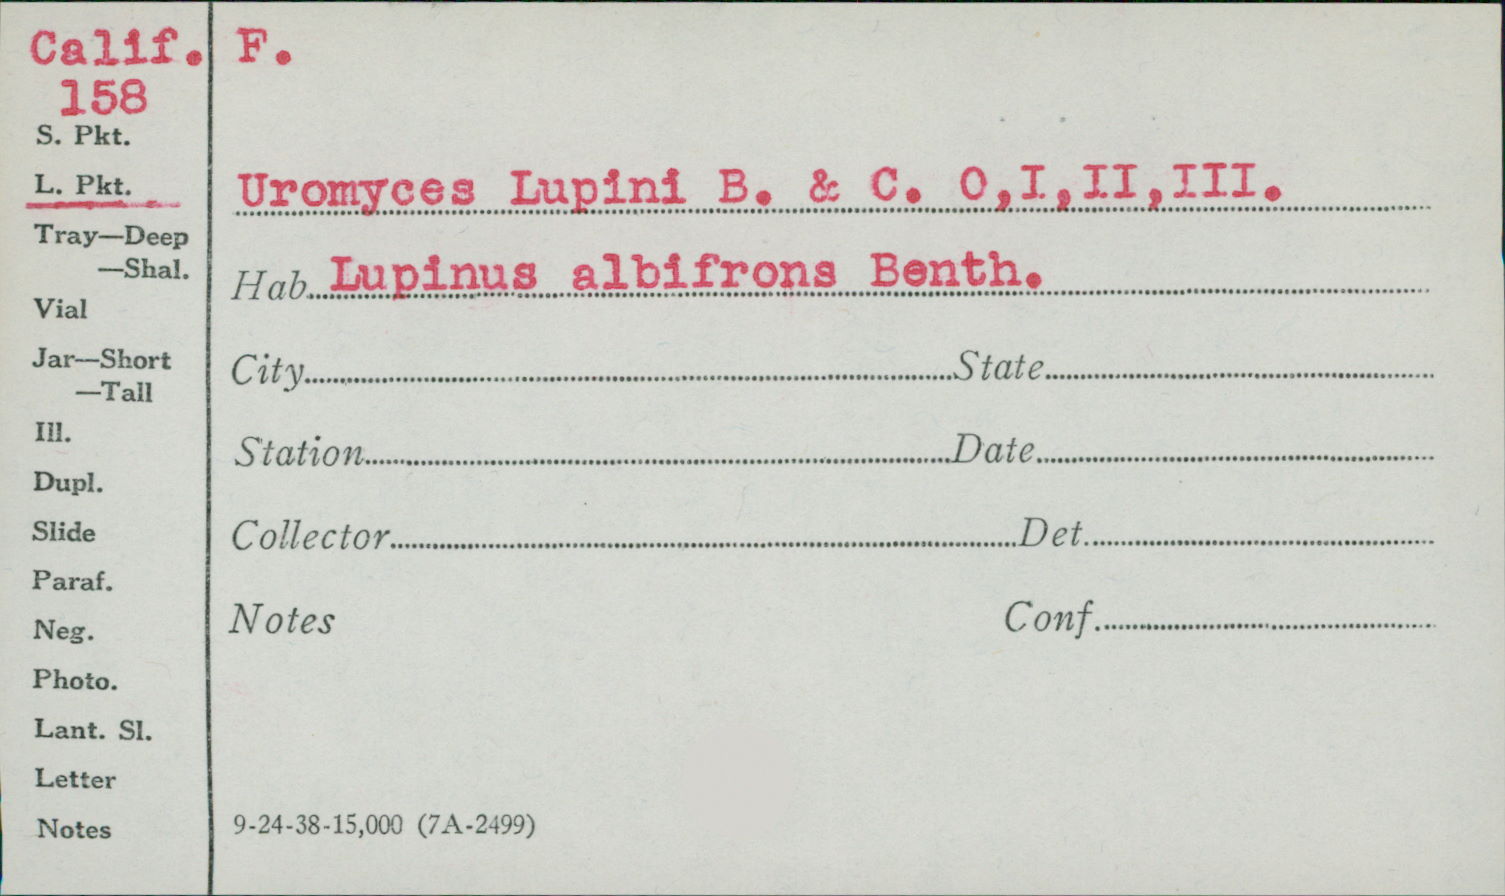 Calif.
158
S. Pkt.
L. Pkt.
Tray—Deep
—Shal.
Vial
Jar—Short
—Tall
Ill.
Dupl.
Slide
Paraf.
Neg.
Photo.
Lant. Sl.
Letter
Notes
F.
Uromyces Lupini B. & C. O,I,II,III.
Hab. Lupinus albifrons Benth.
City State
Station Date
Collector Det.
Notes Conf.
9-24-38-15,000 (7A-2499)